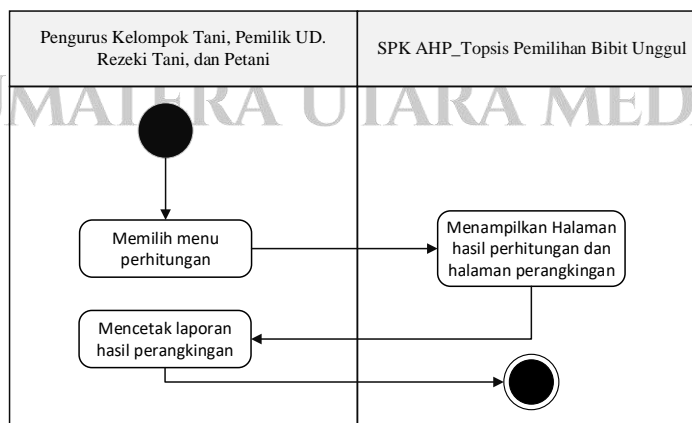 Pengurus Kelompok Tani, Pemilik UD.
Rezeki Tani, dan Petani
SPK AHP_Topsis Pemilihan Bibit Unggul
UMATERA UTARA MED
Memilih menu
perhitungan
Menampilkan Halaman
hasil perhitungan dan
halaman perangkingan
Mencetak laporan
hasil perangkingan